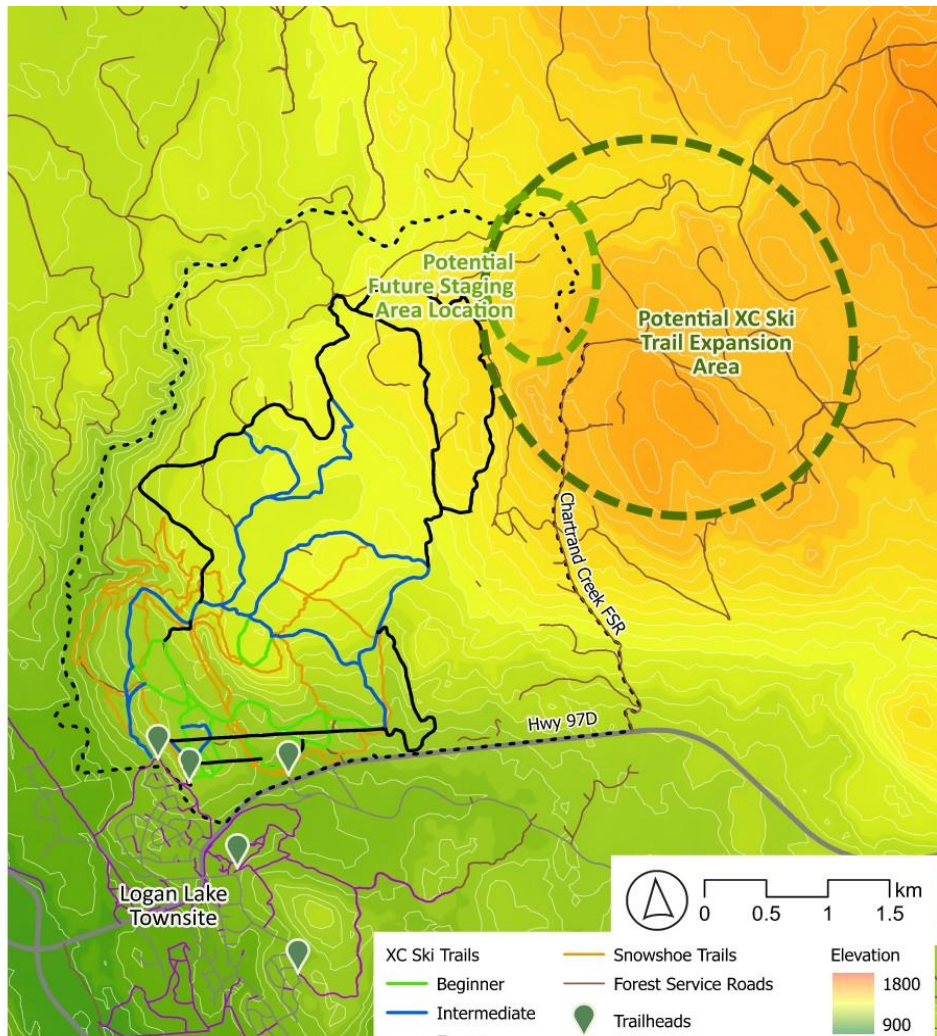 Potential
Future Staging
Area Location
Potential XC Ski
Trail Expansion
Area
Chartrand Creek FSR
Hwy 97D
Logan Lake
Townsite
km
0 0.5 1 1.5
XC Ski Trails
Beginner
Intermediate
Snowshoe Trails
Forest Service Roads
Trailheads
Elevation
1800
900